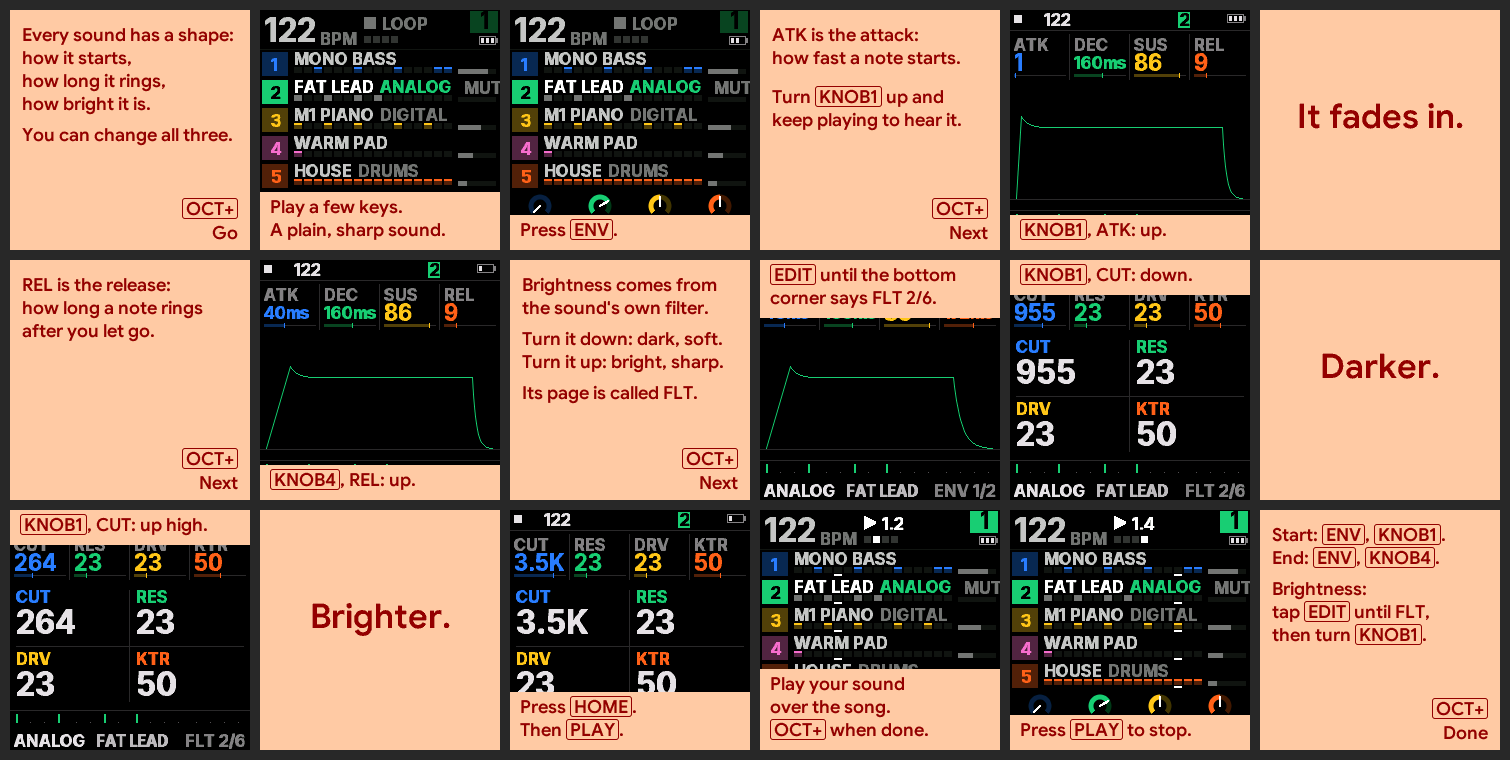 Every sound has a shape:
how it starts,
how long it rings,
how bright it is.
You can change all three.
OCT+
Go
122 BPM LOOP 1
1 MONO BASS
2 FAT LEAD ANALOG MUT
3 M1 PIANO DIGITAL
4 WARM PAD
5 HOUSE DRUMS
Play a few keys.
A plain, sharp sound.
122 BPM LOOP 1
1 MONO BASS
2 FAT LEAD ANALOG MUT
3 M1 PIANO DIGITAL
4 WARM PAD
5 HOUSE DRUMS
Press ENV.
ATK is the attack:
how fast a note starts.
Turn KNOB1 up and
keep playing to hear it.
OCT+
Next
122 2
ATK DEC SUS REL
1 160ms 86 9
KNOB1, ATK: up.
It fades in.
REL is the release:
how long a note rings
after you let go.
OCT+
Next
122 2
ATK DEC SUS REL
40ms 160ms 86 9
KNOB4, REL: up.
Brightness comes from
the sound's own filter.
Turn it down: dark, soft.
Turn it up: bright, sharp.
Its page is called FLT.
OCT+
Next
EDIT until the bottom
corner says FLT 2/6.
ANALOG FAT LEAD ENV 1/2
KNOB1, CUT: down.
CUT RES DRV KTR
955 23 23 50
CUT RES
955 23
DRV KTR
23 50
ANALOG FAT LEAD FLT 2/6
Darker.
KNOB1, CUT: up high.
CUT RES DRV KTR
264 23 23 50
CUT RES
264 23
DRV KTR
23 50
ANALOG FAT LEAD FLT 2/6
Brighter.
122 2
CUT RES DRV KTR
3.5K 23 23 50
CUT RES
3.5K 23
DRV KTR
23 50
Press HOME.
Then PLAY.
122 BPM 1.2 1
1 MONO BASS
2 FAT LEAD ANALOG MUT
3 M1 PIANO DIGITAL
4 WARM PAD
HOUSE DRUMS
Play your sound
over the song.
OCT+ when done.
122 BPM 1.4 1
1 MONO BASS
2 FAT LEAD ANALOG MUT
3 M1 PIANO DIGITAL
4 WARM PAD
5 HOUSE DRUMS
Press PLAY to stop.
Start: ENV, KNOB1.
End: ENV, KNOB4.
Brightness:
tap EDIT until FLT,
then turn KNOB1.
OCT+
Done